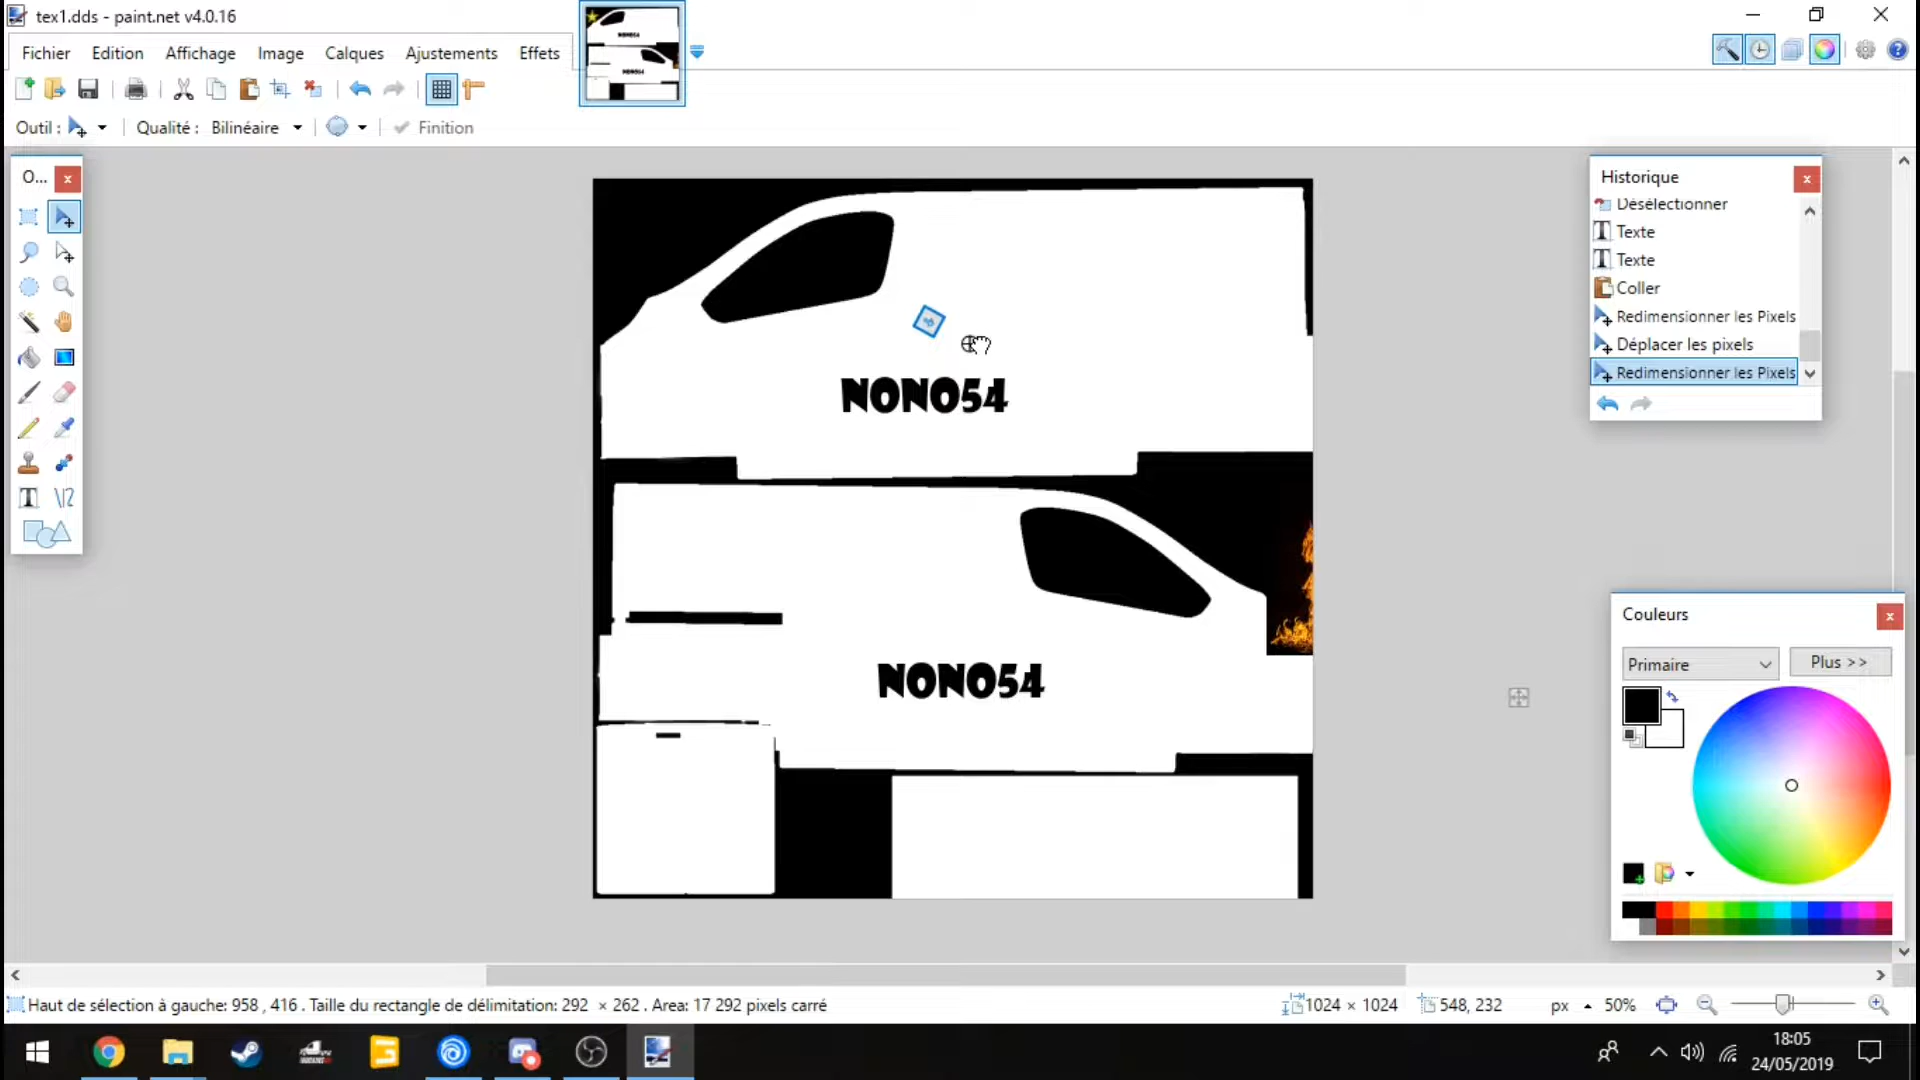 tex1.dds - paint.net v4.0.16
Fichier Edition Affichage Image Calques Ajustements Effets
Outil : Qualité : Bilinéaire Finition
O...
NONO54
NONO54
Historique
Désélectionner
Texte
Texte
Coller
Redimensionner les Pixels
Déplacer les pixels
Redimensionner les Pixels
Couleurs
Primaire
Plus >>
Haut de sélection à gauche: 958 , 416 . Taille du rectangle de délimitation: 292 × 262 . Area: 17 292 pixels carré
1024 × 1024
548, 232
px
50%
18:05
24/05/2019